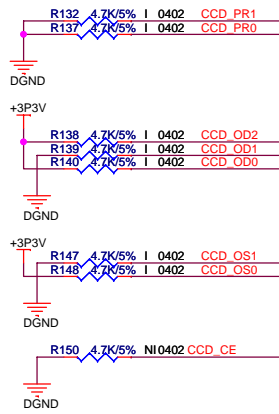 R132 4.7K/5% I 0402 CCD_PR1
R137 4.7K/5% I 0402 CCD_PR0
DGND
+3P3V
R138 4.7K/5% I 0402 CCD_OD2
R139 4.7K/5% I 0402 CCD_OD1
R140 4.7K/5% I 0402 CCD_OD0
DGND
+3P3V
R147 4.7K/5% I 0402 CCD_OS1
R148 4.7K/5% I 0402 CCD_OS0
DGND
R150 4.7K/5% NI0402 CCD_CE
DGND